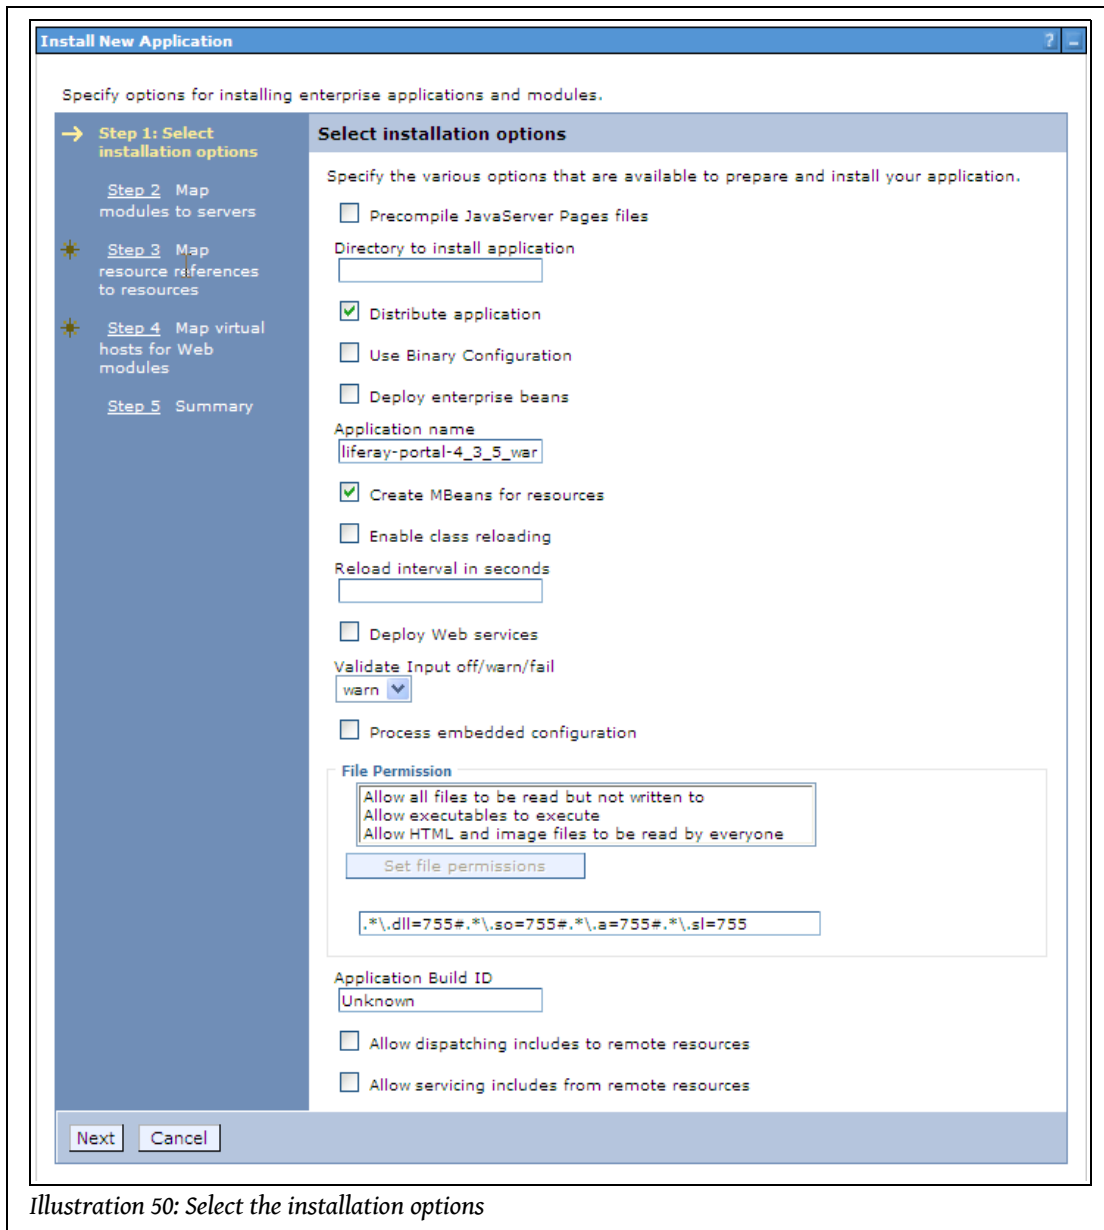 Install New Application
?
Specify options for installing enterprise applications and modules.
Step 1: Select
installation options
Step 2 Map
modules to servers
Step 3 Map
resource references
to resources
Step 4 Map virtual
hosts for Web
modules
Step 5 Summary
Select installation options
Specify the various options that are available to prepare and install your application.
Precompile JavaServer Pages files
Directory to install application
Distribute application
Use Binary Configuration
Deploy enterprise beans
Application name
liferay-portal-4_3_5_war
Create MBeans for resources
Enable class reloading
Reload interval in seconds
Deploy Web services
Validate Input off/warn/fail
warn
Process embedded configuration
File Permission
Allow all files to be read but not written to
Allow executables to execute
Allow HTML and image files to be read by everyone
Set file permissions
.*\.dll=755#.*\.so=755#.*\.a=755#.*\.sl=755
Application Build ID
Unknown
Allow dispatching includes to remote resources
Allow servicing includes from remote resources
Next Cancel
Illustration 50: Select the installation options